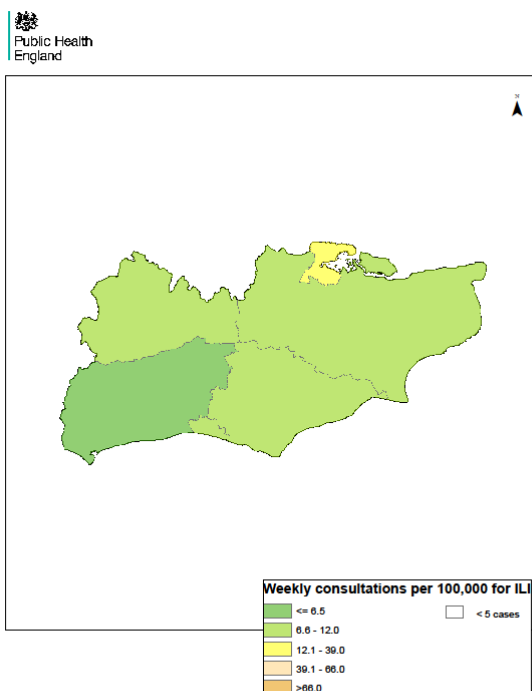 Public Health
England
N
Weekly consultations per 100,000 for ILI
<= 6.5
< 5 cases
6.6 - 12.0
12.1 - 39.0
39.1 - 66.0
>66.0